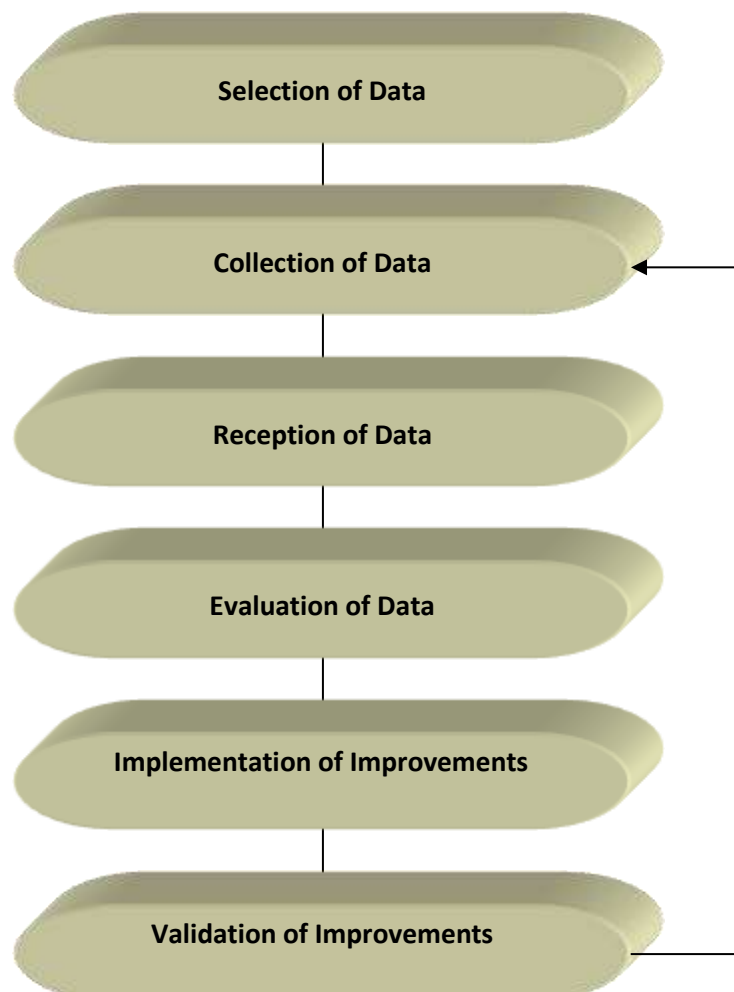 Selection of Data
Collection of Data
Reception of Data
Evaluation of Data
Implementation of Improvements
Validation of Improvements